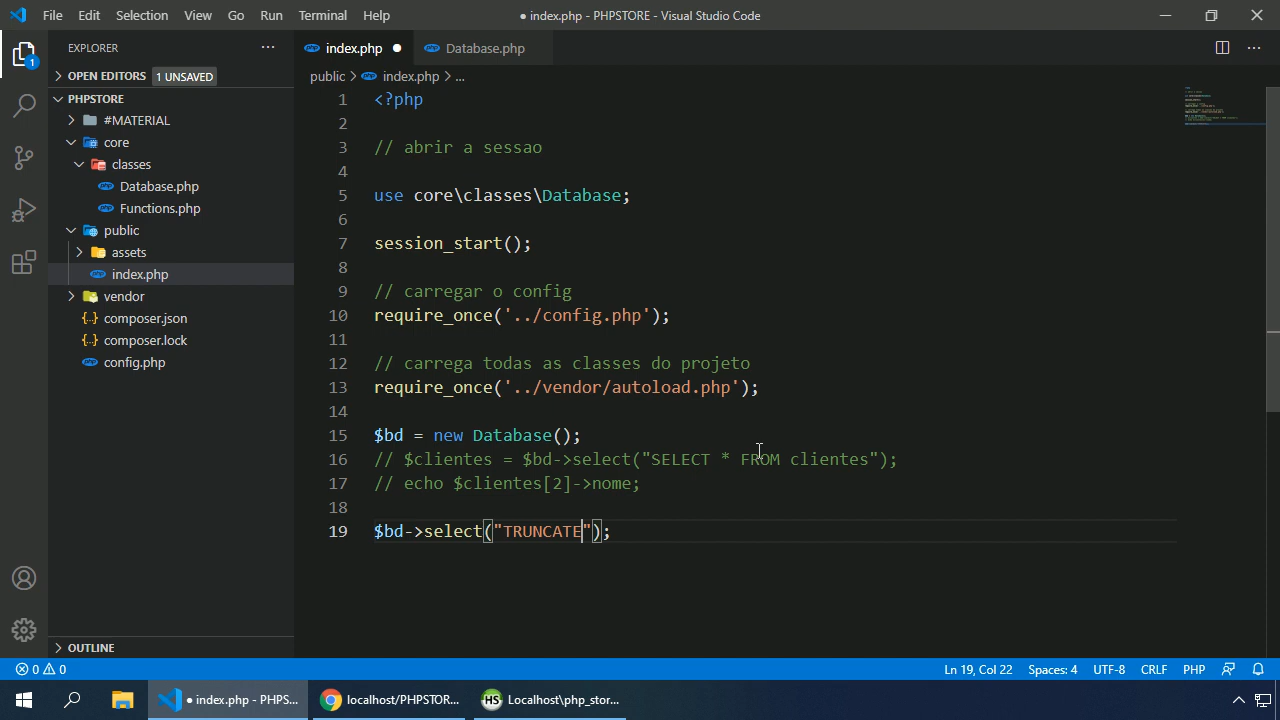 File Edit Selection View Go Run Terminal Help
● index.php - PHPSTORE - Visual Studio Code
EXPLORER
OPEN EDITORS 1 UNSAVED
PHPSTORE
#MATERIAL
core
classes
Database.php
Functions.php
public
assets
index.php
vendor
composer.json
composer.lock
config.php
OUTLINE
index.php Database.php
public > index.php > ...
1 <?php
2
3 // abrir a sessao
4
5 use core\classes\Database;
6
7 session_start();
8
9 // carregar o config
10 require_once('../config.php');
11
12 // carrega todas as classes do projeto
13 require_once('../vendor/autoload.php');
14
15 $bd = new Database();
16 // $clientes = $bd->select("SELECT * FROM clientes");
17 // echo $clientes[2]->nome;
18
19 $bd->select("TRUNCATE");
1
0 0
Ln 19, Col 22 Spaces: 4 UTF-8 CRLF PHP
● index.php - PHPS...
localhost/PHPSTOR...
HS Localhost\php_stor...